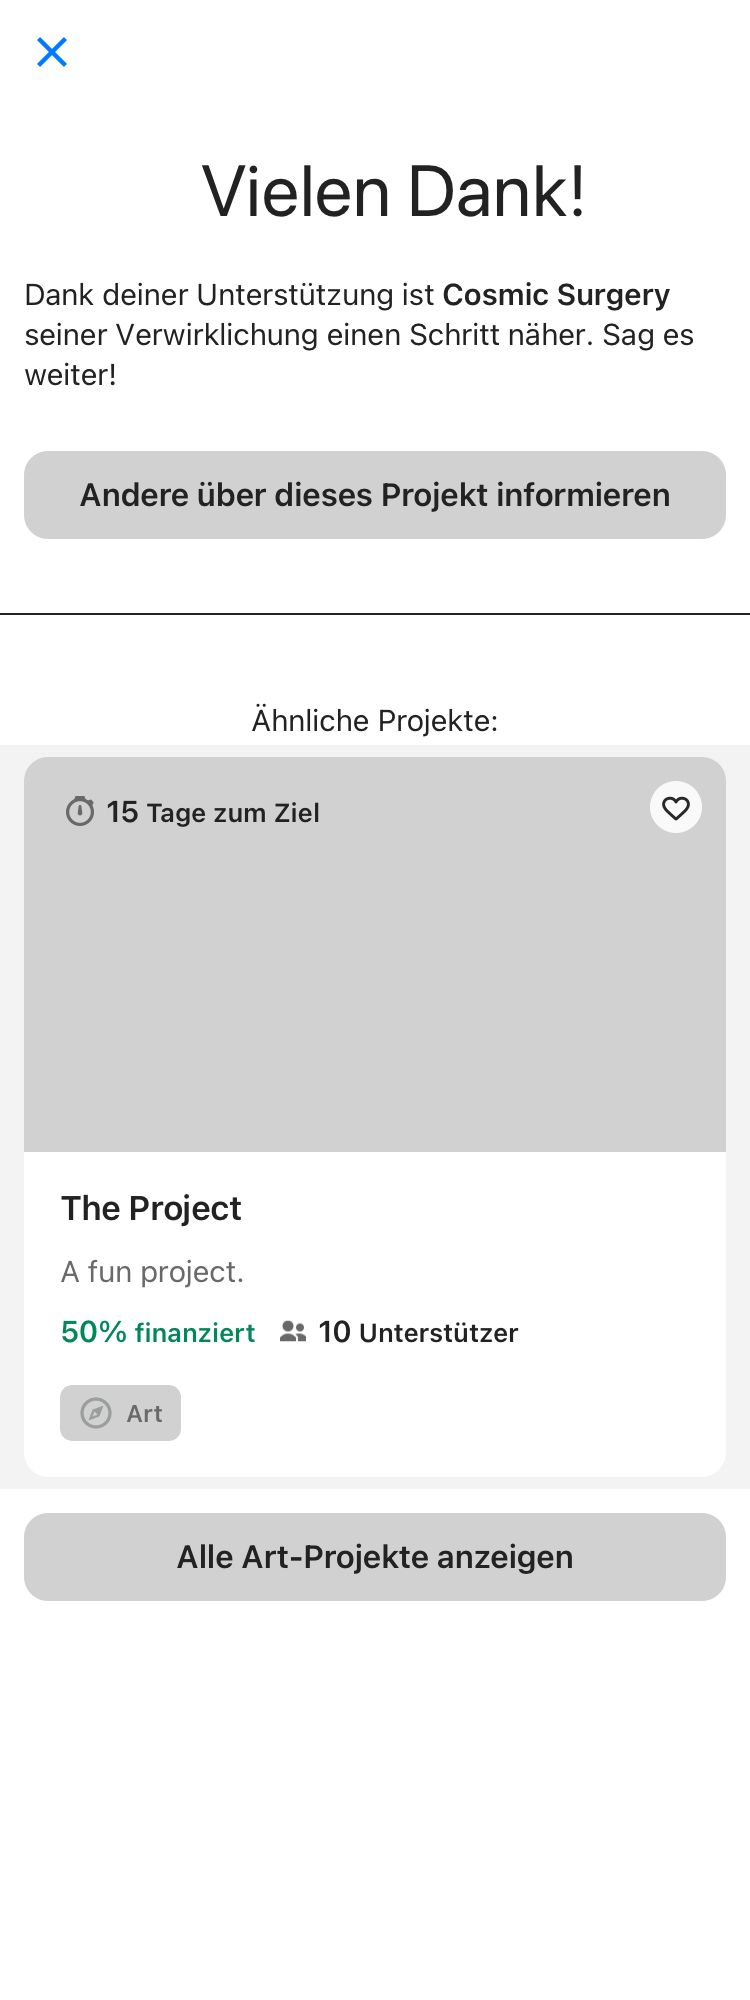 Vielen Dank!
Dank deiner Unterstützung ist Cosmic Surgery
seiner Verwirklichung einen Schritt näher. Sag es
weiter!
Andere über dieses Projekt informieren
Ähnliche Projekte:
15 Tage zum Ziel
The Project
A fun project.
50% finanziert 10 Unterstützer
Art
Alle Art-Projekte anzeigen